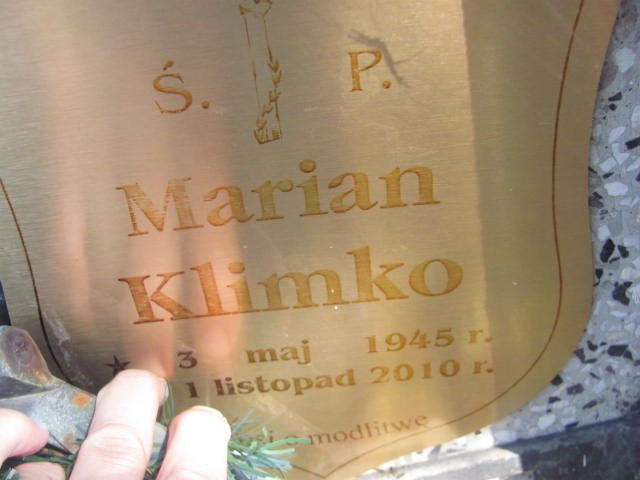 Ś. P.
Marian
Klimko
3 maj 1945 r.
1 listopad 2010 r.
o modlitwe